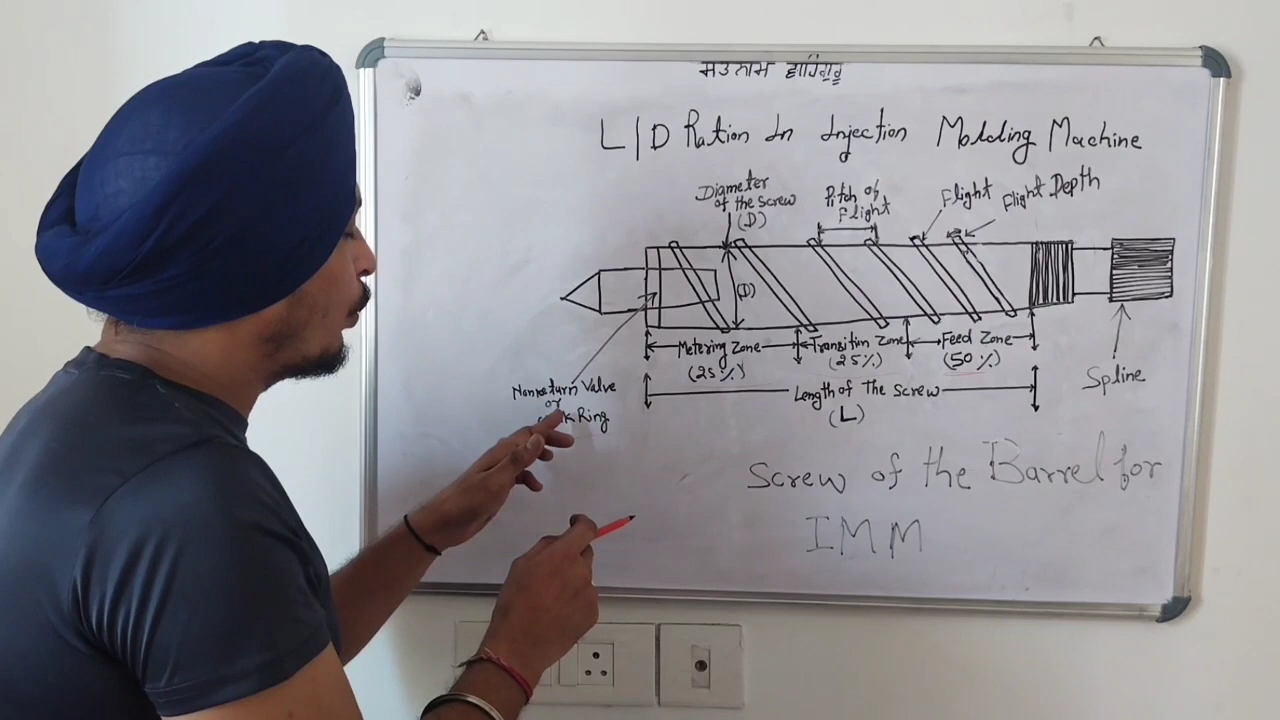 ਸਤਨਾਮ ਵਾਹਿਗੁਰੂ
L/D Ration In Injection Molding Machine
Diameter
of the screw
(D)
Pitch of
Flight
Flight
Flight Depth
(D)
Metering Zone
(25%)
Transition Zone
(25%)
Feed Zone
(50%)
Spline
Length of The Screw
(L)
Nonreturn Valve
or
Ring
Screw of the Barrel for
IMM